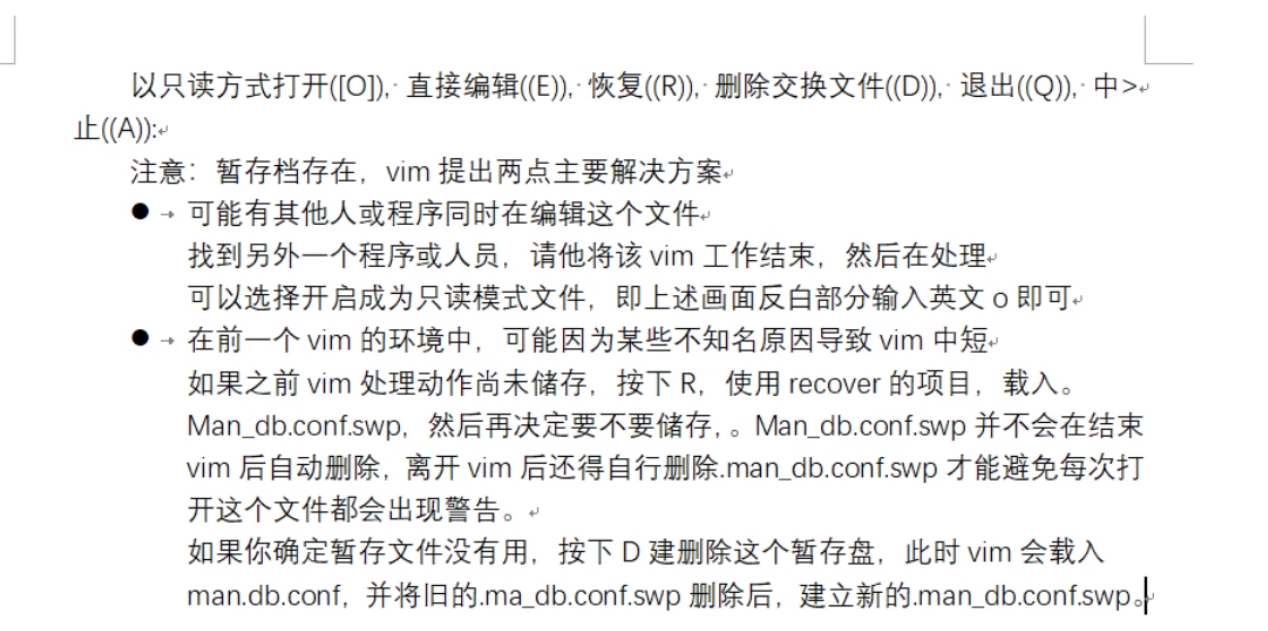 以只读方式打开([O]), 直接编辑((E)), 恢复((R)), 删除交换文件((D)), 退出((Q)), 中>
止((A)):
注意：暂存档存在，vim 提出两点主要解决方案
● 可能有其他人或程序同时在编辑这个文件
找到另外一个程序或人员，请他将该 vim 工作结束，然后在处理
可以选择开启成为只读模式文件，即上述画面反白部分输入英文 o 即可
● 在前一个 vim 的环境中，可能因为某些不知名原因导致 vim 中短
如果之前 vim 处理动作尚未储存，按下 R，使用 recover 的项目，载入。
Man_db.conf.swp，然后再决定要不要储存,。Man_db.conf.swp 并不会在结束
vim 后自动删除，离开 vim 后还得自行删除.man_db.conf.swp 才能避免每次打
开这个文件都会出现警告。
如果你确定暂存文件没有用，按下 D 建删除这个暂存盘，此时 vim 会载入
man.db.conf，并将旧的.ma_db.conf.swp 删除后，建立新的.man_db.conf.swp。